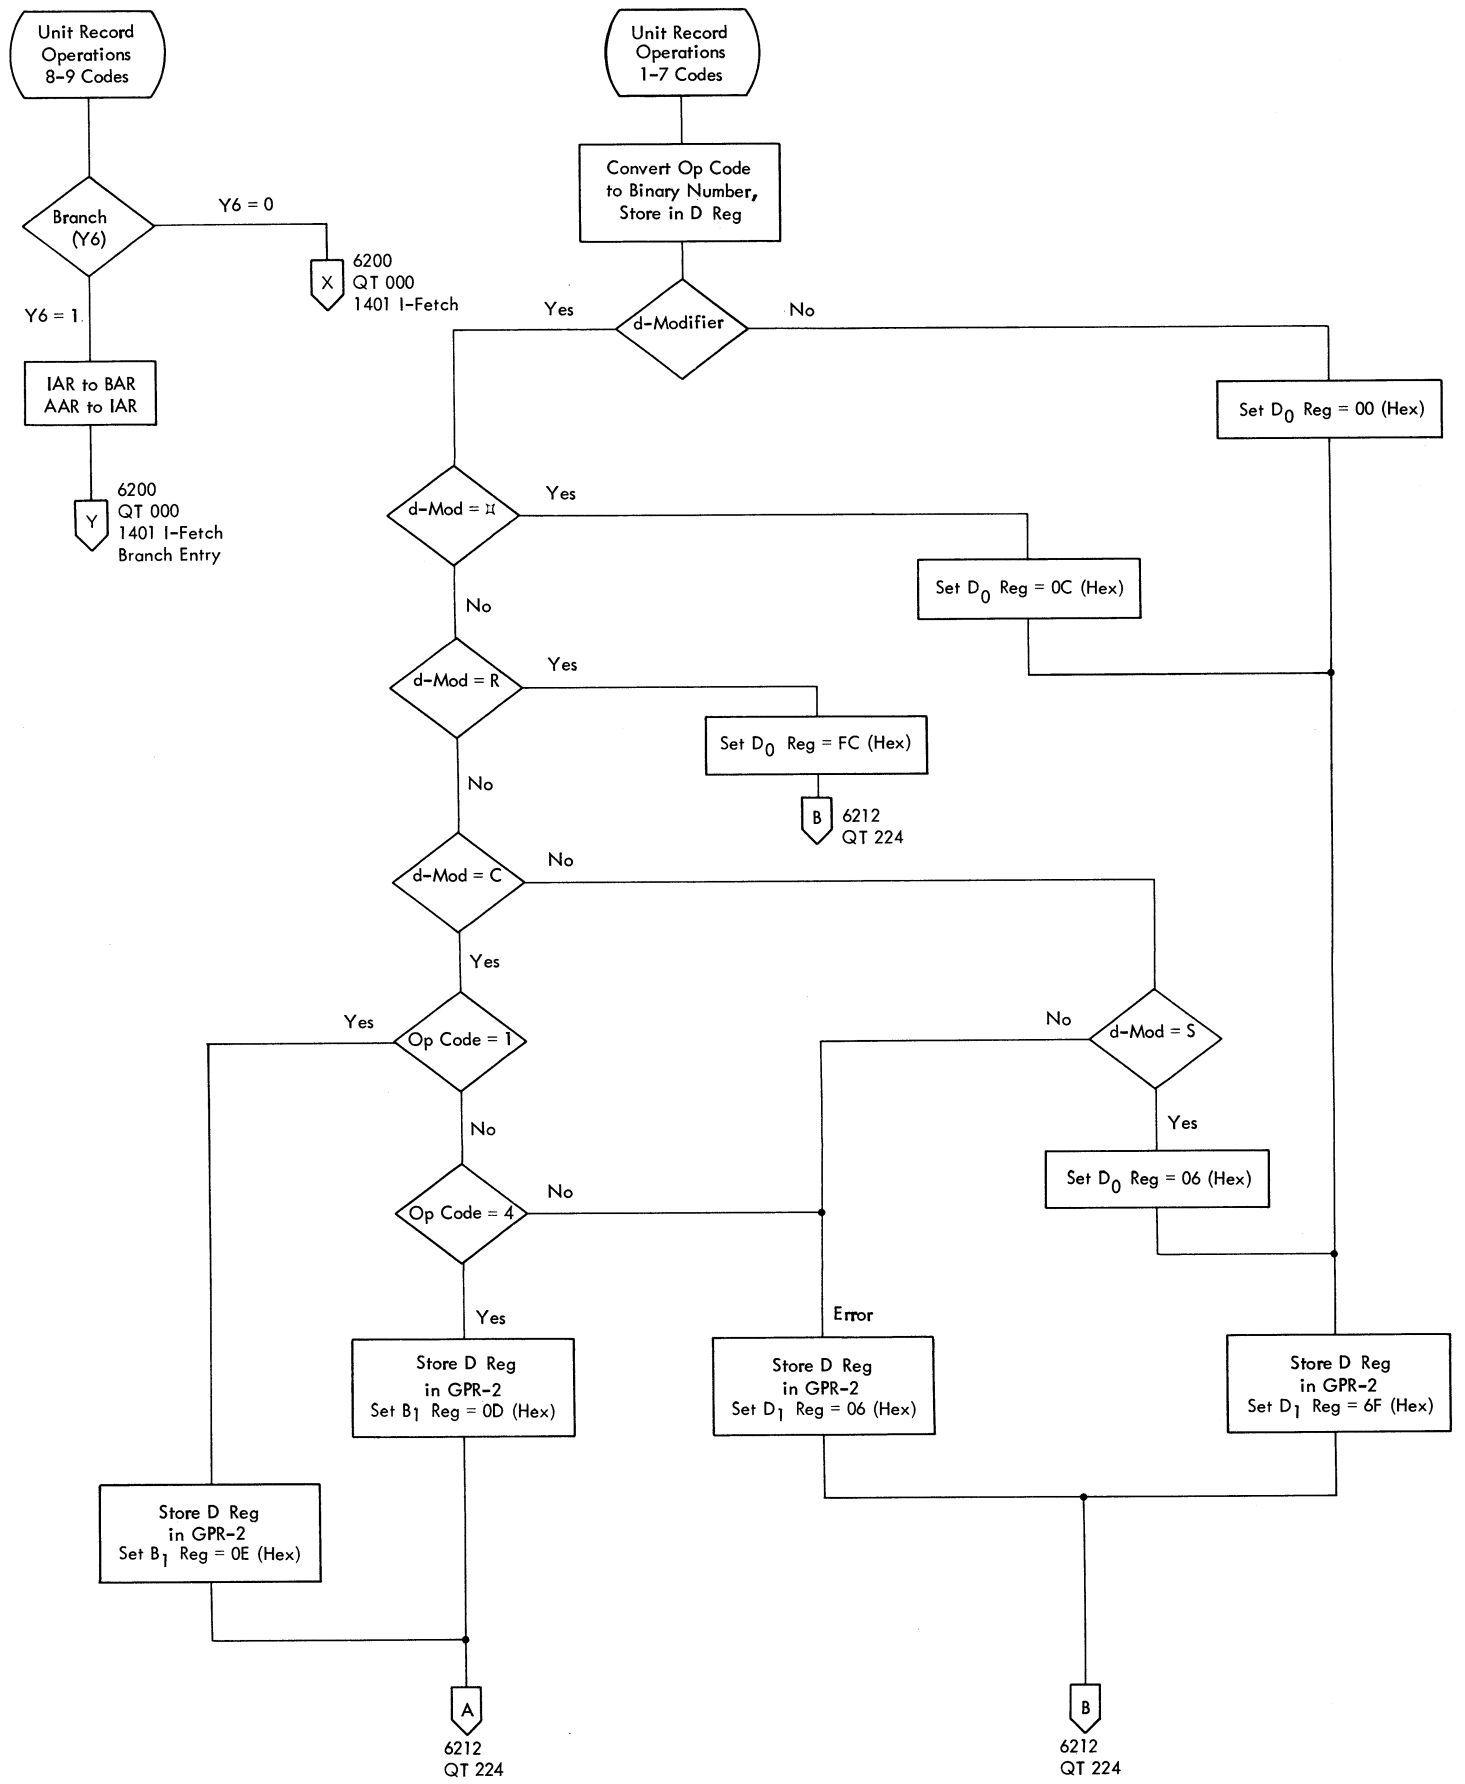 Unit Record
Operations
8-9 Codes
Branch
(Y6)
Y6 = 0
X
6200
QT 000
1401 I-Fetch
Y6 = 1
IAR to BAR
AAR to IAR
Y
6200
QT 000
1401 I-Fetch
Branch Entry
Unit Record
Operations
1-7 Codes
Convert Op Code
to Binary Number,
Store in D Reg
d-Modifier
Yes
No
Set D0 Reg = 00 (Hex)
d-Mod = ¤
Yes
Set D0 Reg = 0C (Hex)
No
d-Mod = R
Yes
Set D0 Reg = FC (Hex)
B
6212
QT 224
No
d-Mod = C
No
Yes
Op Code = 1
Yes
No
d-Mod = S
No
Yes
Set D0 Reg = 06 (Hex)
Op Code = 4
No
Yes
Error
Store D Reg
in GPR-2
Set B1 Reg = 0D (Hex)
Store D Reg
in GPR-2
Set D1 Reg = 06 (Hex)
Store D Reg
in GPR-2
Set D1 Reg = 6F (Hex)
Store D Reg
in GPR-2
Set B1 Reg = 0E (Hex)
A
6212
QT 224
B
6212
QT 224